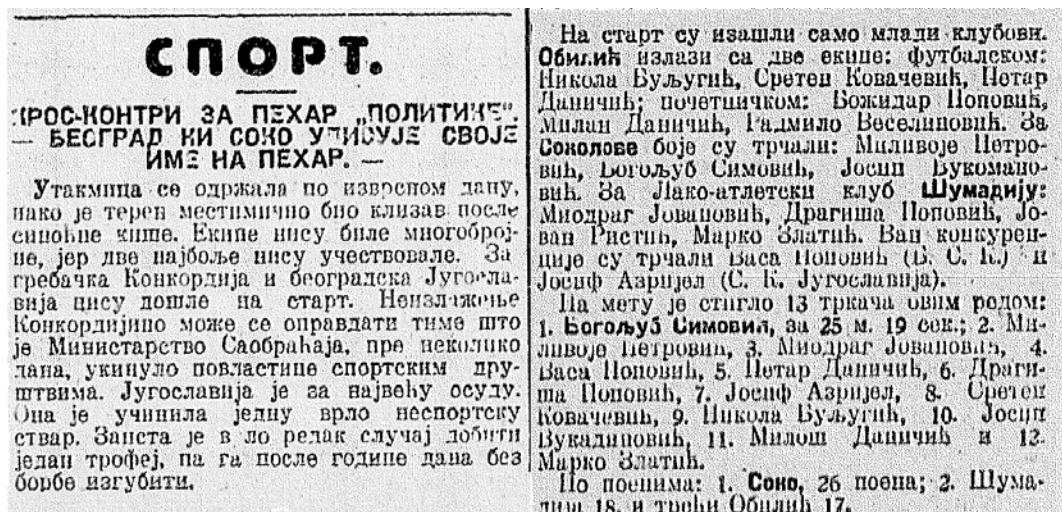 СПОРТ.
КРОС-КОНТРИ ЗА ПЕХАР „ПОЛИТИКЕ“.
— БЕОГРАДКИ СОКО УПИСУЈЕ СВОЈЕ
ИМЕ НА ПЕХАР. —
Утакмица се одржала по изврсном дану,
иако је терен местимично био клизав после
синоћне кише. Екипе нису биле многоброј-
не, јер две најбоље нису учествовале. За
гребачка Конкордија и београдска Југосла-
вија нису дошле на старт. Неизлажење
Конкордијино може се оправдати тиме што
је Министарство Саобраћаја, пре неколико
дана, укинуло повластице спортским дру-
штвима. Југославија је за највећу осуду.
Она је учинила једну врло неспортску
ствар. Заиста је в ло редак случај добити
један трофеј, па га после године дана без
борбе изгубити.
На старт су изашли само млади клубови.
Обилић излази са две екипе: футбалском:
Никола Вуљугић, Сретен Ковачевић, Петар
Даничић; почетничком: Божидар Поповић,
Милан Даничић, Радмило Веселиновић. За
Соколове боје су трчали: Миливоје Петро-
вић, Богољуб Симовић, Јосип Вукомано-
вић. За Лако-атлетски клуб Шумадију:
Миодраг Јовановић, Драгиша Поповић, Јо-
ван Ристић, Марко Златић. Ван конкурен-
ције су трчали Васа Поповић (Б. С. К.) и
Јосиф Азријел (С. К. Југославија).
На мету је стигло 13 тркача овим редом:
1. Богољуб Симовић, за 25 м. 19 сек.; 2. Ми-
ливоје Петровић, 3. Миодраг Јовановић, 4.
Васа Поповић, 5. Петар Даничић, 6. Драги-
ша Поповић, 7. Јосиф Азријел, 8. Сретен
Ковачевић, 9. Никола Вуљугић, 10. Јосип
Вукадиновић, 11. Милош Даничић и 12.
Марко Златић.
По поенима: 1. Соко, 26 поена; 2. Шума-
дија 18. и трећи Обилић 17.